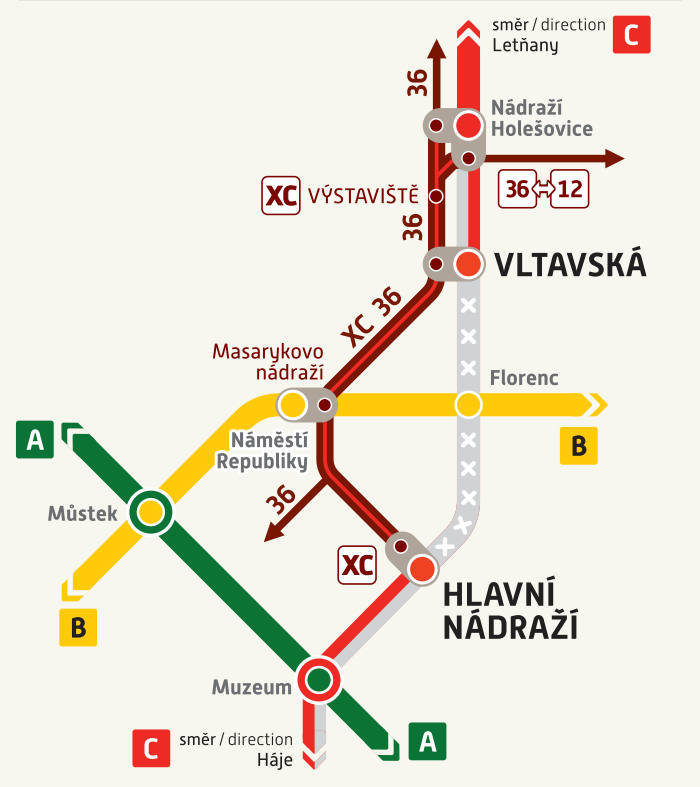 směr / direction
Letňany
C
36
Nádraží
Holešovice
XC VÝSTAVIŠTĚ
36 12
36
VLTAVSKÁ
XC 36
Masarykovo
nádraží
Florenc
A
B
Náměstí
Republiky
36
Můstek
XC
HLAVNÍ
NÁDRAŽÍ
B
Muzeum
C
směr / direction
Háje
A